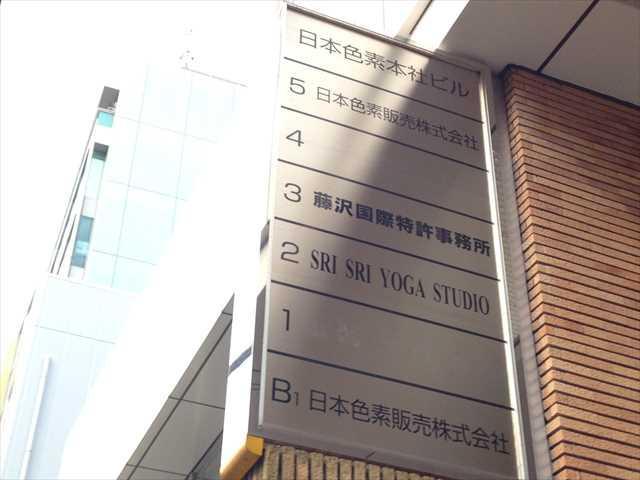 日本色素本社ビル
5 日本色素販売株式会社
4
3 藤沢国際特許事務所
2 SRI SRI YOGA STUDIO
1
B1 日本色素販売株式会社